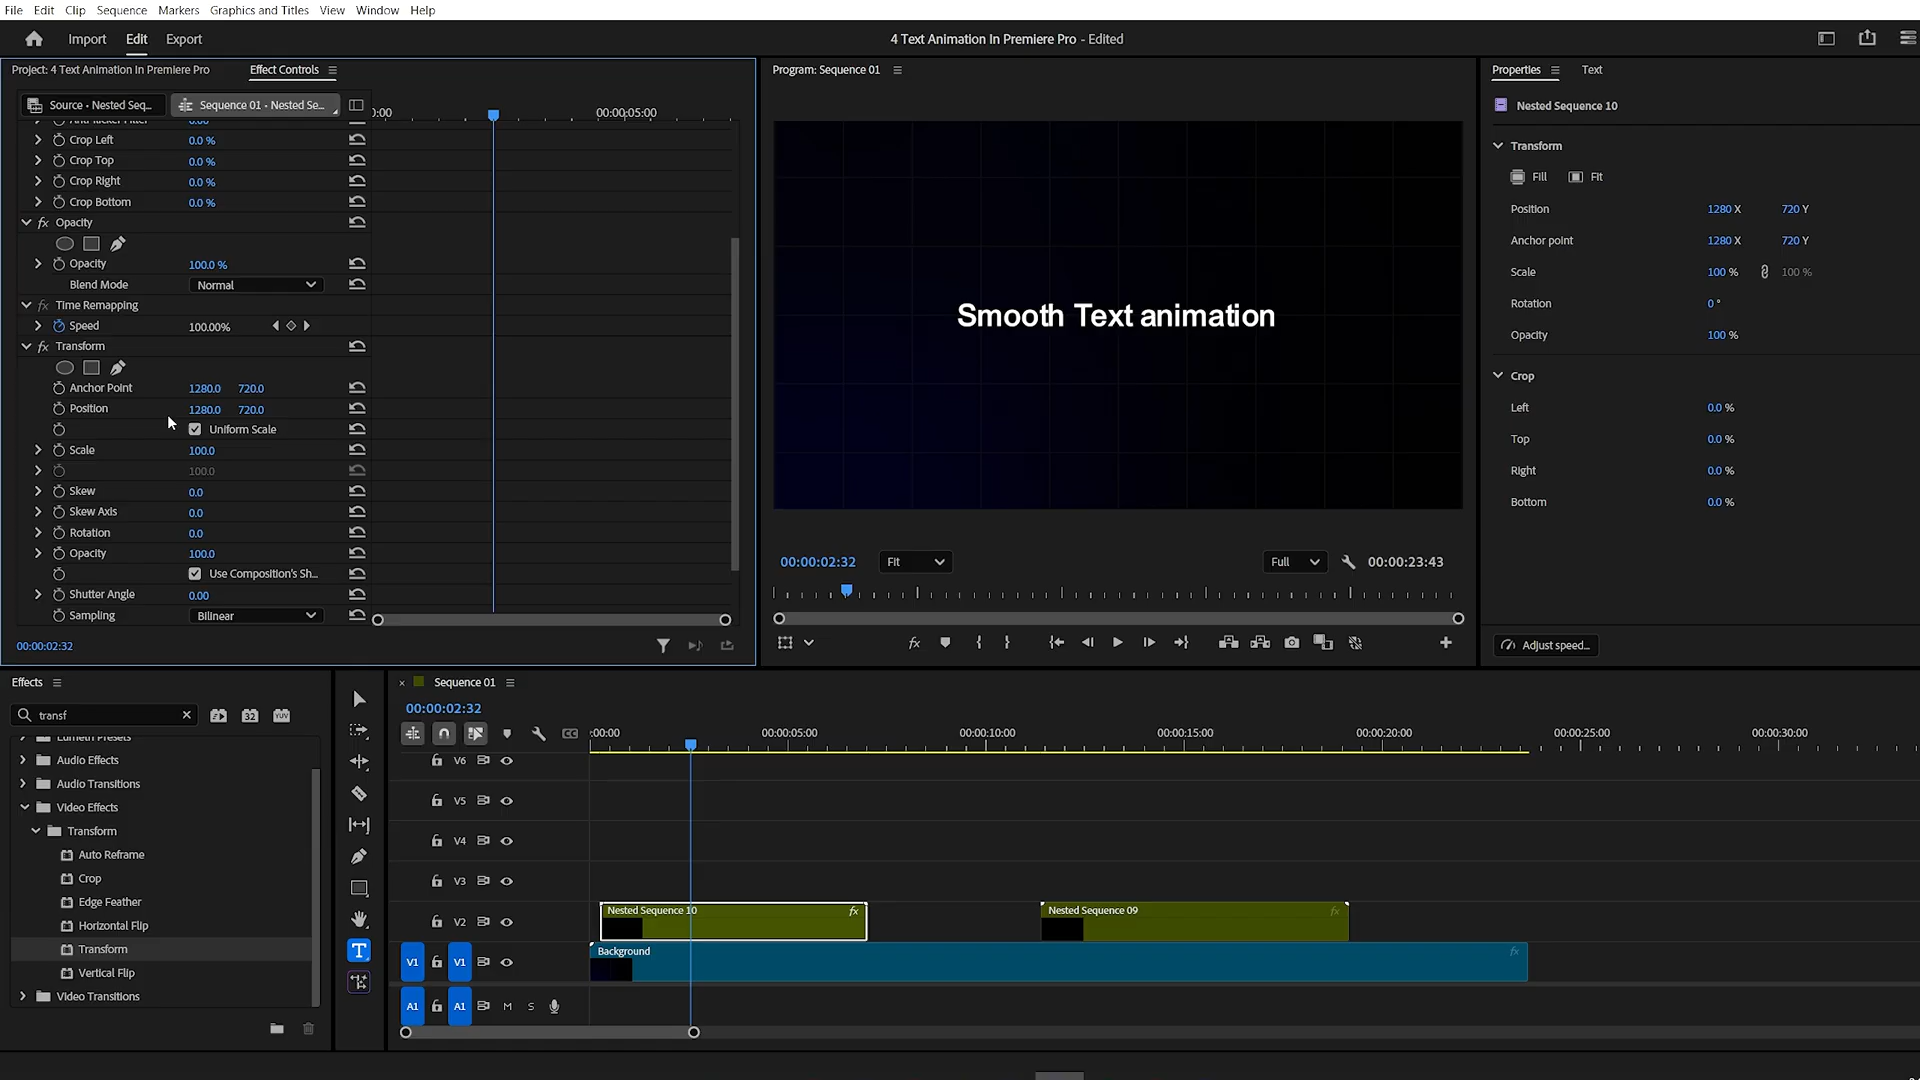 File Edit Clip Sequence Markers Graphics and Titles View Window Help
Import Edit Export
4 Text Animation In Premiere Pro - Edited
Project: 4 Text Animation In Premiere Pro
Effect Controls
Source • Nested Seq...
Sequence 01 • Nested Se...
:00
00:00:05:00
Anti-flicker Filter 0.00
Crop Left 0.0 %
Crop Top 0.0 %
Crop Right 0.0 %
Crop Bottom 0.0 %
fx Opacity
Opacity 100.0 %
Blend Mode Normal
fx Time Remapping
Speed 100.00%
fx Transform
Anchor Point 1280.0 720.0
Position 1280.0 720.0
Uniform Scale
Scale 100.0
100.0
Skew 0.0
Skew Axis 0.0
Rotation 0.0
Opacity 100.0
Use Composition's Sh...
Shutter Angle 0.00
Sampling Bilinear
00:00:02:32
Program: Sequence 01
Smooth Text animation
00:00:02:32 Fit Full 00:00:23:43
fx
Properties Text
Nested Sequence 10
Transform
Fill Fit
Position 1280 X 720 Y
Anchor point 1280 X 720 Y
Scale 100 % 100 %
Rotation 0 °
Opacity 100 %
Crop
Left 0.0 %
Top 0.0 %
Right 0.0 %
Bottom 0.0 %
Adjust speed...
Effects
transf
32 YUV
Lumetri Presets
Audio Effects
Audio Transitions
Video Effects
Transform
Auto Reframe
Crop
Edge Feather
Horizontal Flip
Transform
Vertical Flip
Video Transitions
T
× Sequence 01
00:00:02:32
CC
:00:00 00:00:05:00 00:00:10:00 00:00:15:00 00:00:20:00 00:00:25:00 00:00:30:00
V6
V5
V4
V3
V2
Nested Sequence 10 fx
Nested Sequence 09 fx
V1 V1
Background fx
A1 A1 M S